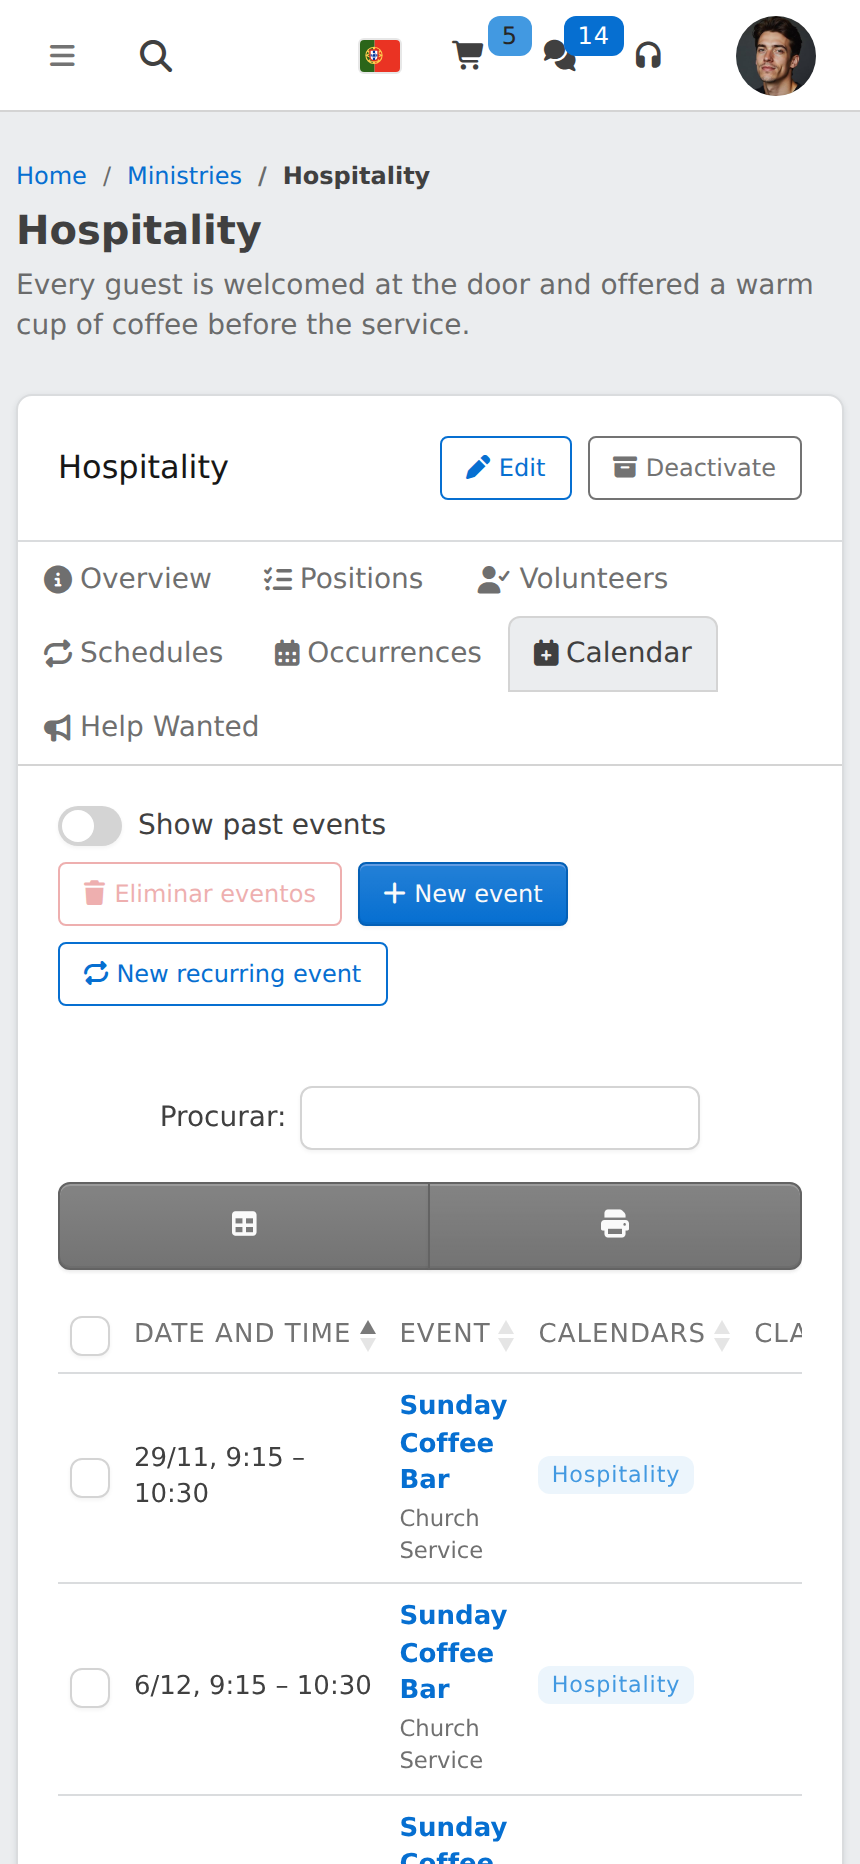 5
14
Home / Ministries / Hospitality
Hospitality
Every guest is welcomed at the door and offered a warm
cup of coffee before the service.
Hospitality
Edit
Deactivate
Overview
Positions
Volunteers
Schedules
Occurrences
Calendar
Help Wanted
Show past events
Eliminar eventos
New event
New recurring event
Procurar:
DATE AND TIME
EVENT
CALENDARS
CLA
29/11, 9:15 –
10:30
Sunday
Coffee
Bar
Church
Service
Hospitality
6/12, 9:15 – 10:30
Sunday
Coffee
Bar
Church
Service
Hospitality
Sunday
Coffee